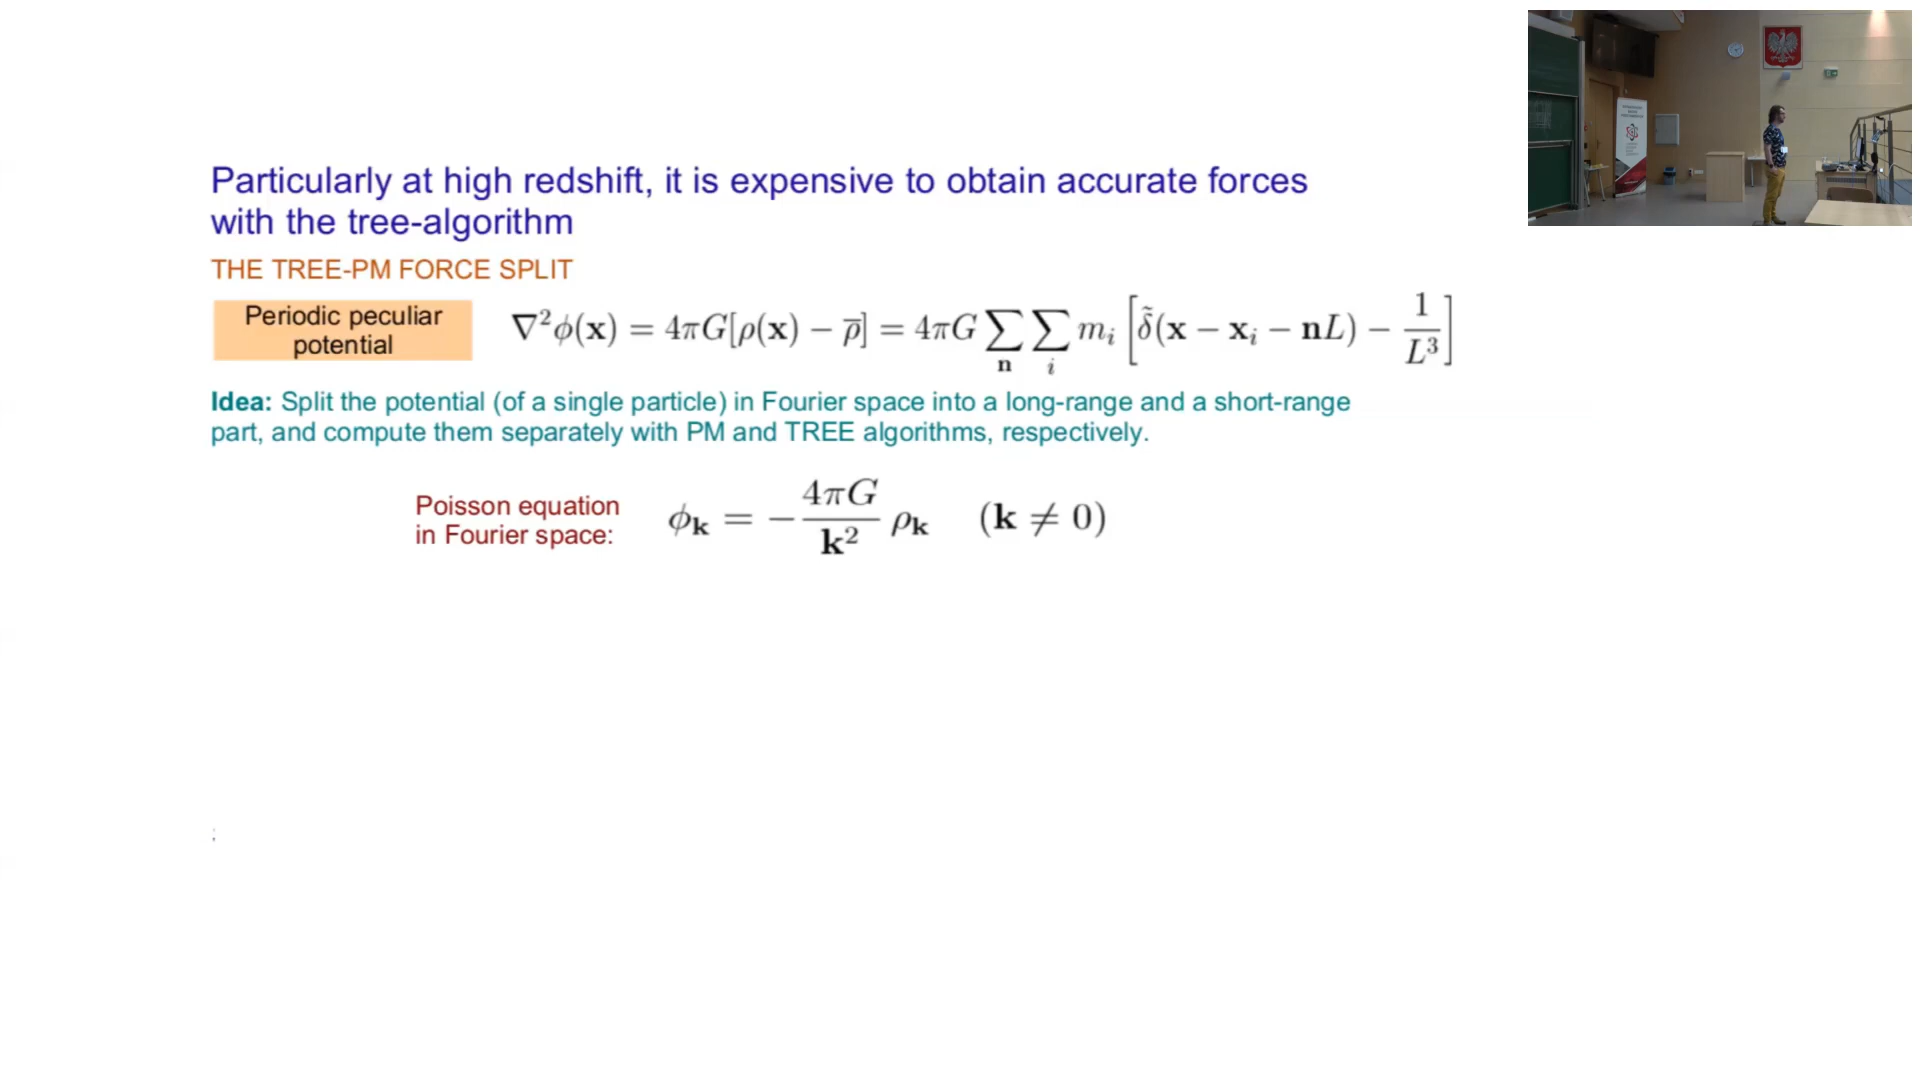 Particularly at high redshift, it is expensive to obtain accurate forces
with the tree-algorithm
THE TREE-PM FORCE SPLIT
Periodic peculiar
potential
∇²ϕ(𝐱) = 4πG[ρ(𝐱) − ρ̅] = 4πG ∑_𝐧 ∑_i m_i [δ̃(𝐱 − 𝐱_i − 𝐧L) − 1/L³]
Idea: Split the potential (of a single particle) in Fourier space into a long-range and a short-range
part, and compute them separately with PM and TREE algorithms, respectively.
Poisson equation
in Fourier space:
ϕ_𝐤 = − 4πG/𝐤² ρ_𝐤 (𝐤 ≠ 0)
;